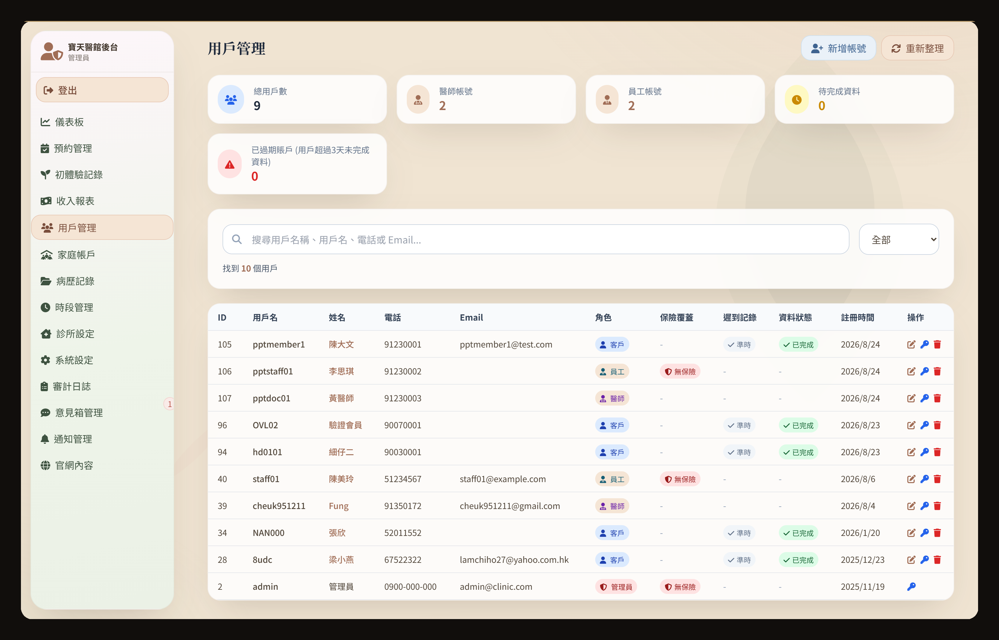 寶天醫館後台
管理員
登出
儀表板
預約管理
初體驗記錄
收入報表
用戶管理
家庭帳戶
病歷記錄
時段管理
診所設定
系統設定
審計日誌
1
意見箱管理
通知管理
官網內容
用戶管理
新增帳號
重新整理
總用戶數
9
醫師帳號
2
員工帳號
2
待完成資料
0
已過期賬戶 (用戶超過3天未完成
資料)
0
搜尋用戶名稱、用戶名、電話或 Email...
全部
找到 10 個用戶
ID 用戶名 姓名 電話 Email 角色 保險覆蓋 遲到記錄 資料狀態 註冊時間 操作
105 pptmember1 陳大文 91230001 pptmember1@test.com 客戶 - 準時 已完成 2026/8/24
106 pptstaff01 李思琪 91230002 員工 無保險 - - 2026/8/24
107 pptdoc01 黃醫師 91230003 醫師 - - - 2026/8/24
96 OVL02 驗證會員 90070001 客戶 - 準時 已完成 2026/8/23
94 hd0101 細仔二 90030001 客戶 - 準時 已完成 2026/8/23
40 staff01 陳美玲 51234567 staff01@example.com 員工 無保險 - - 2026/8/6
39 cheuk951211 Fung 91350172 cheuk951211@gmail.com 醫師 - - - 2026/8/4
34 NAN000 張欣 52011552 客戶 - 準時 已完成 2026/1/20
28 8udc 梁小燕 67522322 lamchiho27@yahoo.com.hk 客戶 - 準時 已完成 2025/12/23
2 admin 管理員 0900-000-000 admin@clinic.com 管理員 無保險 - - 2025/11/19